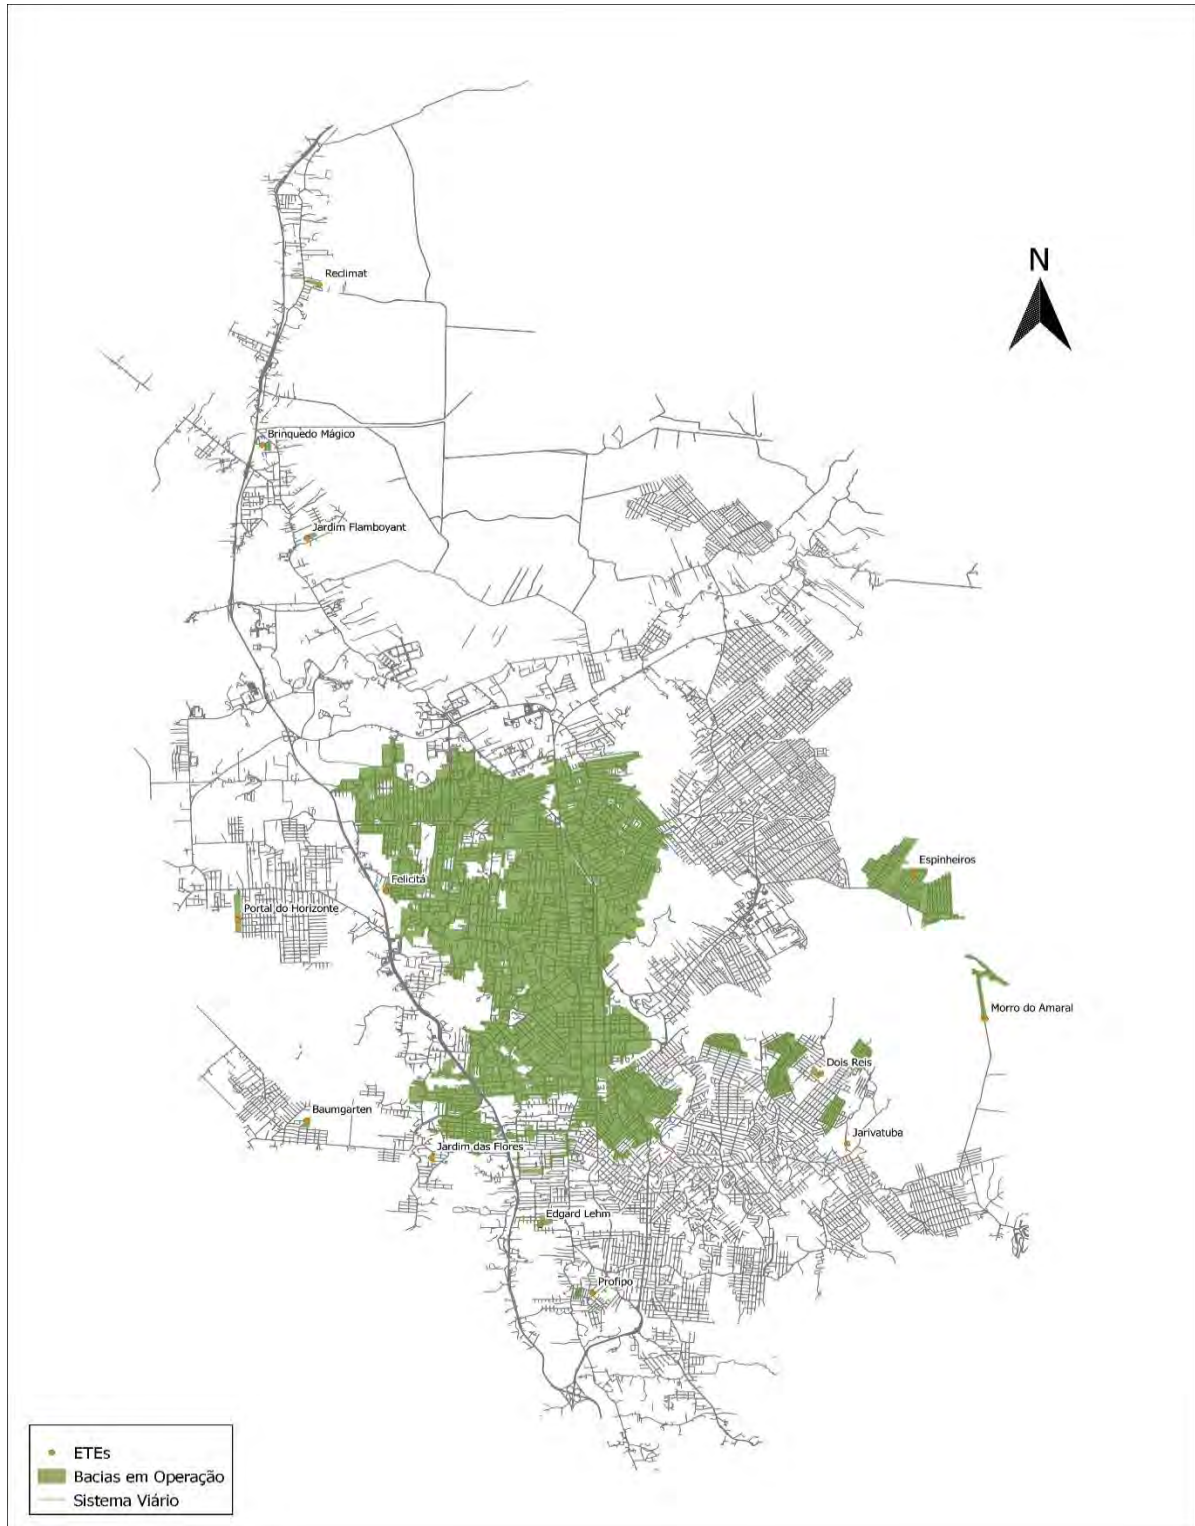 N
Reclimat
Brinquedo Mágico
Jardim Flamboyant
Espinheiros
Felicitá
Portal do Horizonte
Morro do Amaral
Dois Reis
Baumgarten
Jarivatuba
Jardim das Flores
Edgard Lehm
Profipo
ETEs
Bacias em Operação
Sistema Viário